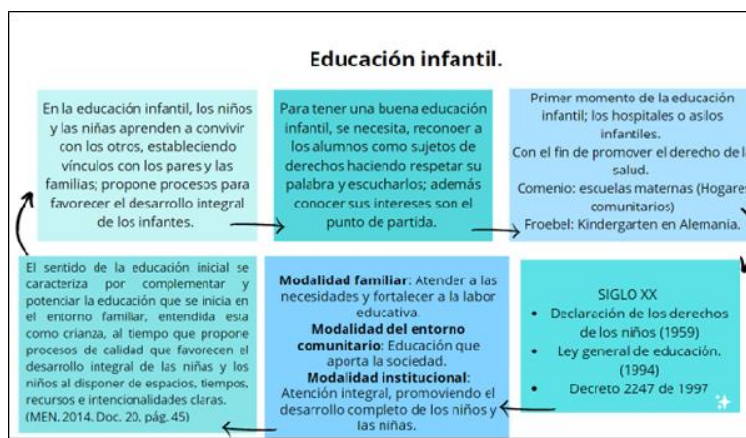 Educación infantil.
En la educación infantil, los niños
y las niñas aprenden a convivir
con los otros, estableciendo
vínculos con los pares y las
familias; propone procesos para
favorecer el desarrollo integral
de los infantes.
Para tener una buena educación
infantil, se necesita, reconoer a
los alumnos como sujetos de
derechos haciendo respetar su
palabra y escucharlos; además
conocer sus intereses son el
punto de partida.
Primer momento de la educación
infantil; los hospitales o asilos
infantiles.
Con el fin de promover el derecho de la
salud.
Comenio: escuelas maternas (Hogares
comunitarios)
Froebel: Kindergarten en Alemania.
SIGLO XX
• Declaración de los derechos
de los niños (1959)
• Ley general de educación.
(1994)
• Decreto 2247 de 1997
Modalidad familiar: Atender a las
necesidades y fortalecer a la labor
educativa.
Modalidad del entorno
comunitario: Educación que
aporta la sociedad.
Modalidad institucional:
Atención integral, promoviendo el
desarrollo completo de los niños y
las niñas.
El sentido de la educación inicial se
caracteriza por complementar y
potenciar la educación que se inicia en
el entorno familiar, entendida esta
como crianza, al tiempo que propone
procesos de calidad que favorecen el
desarrollo integral de las niñas y los
niños al disponer de espacios, tiempos,
recursos e intencionalidades claras.
(MEN, 2014, Doc. 20, pág. 45)